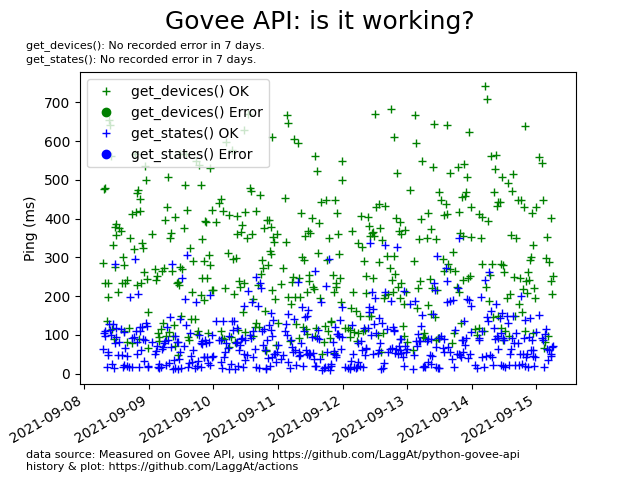 Govee API: is it working?
get_devices(): No recorded error in 7 days.
get_states(): No recorded error in 7 days.
get_devices() OK
get_devices() Error
get_states() OK
get_states() Error
Ping (ms)
700
600
500
400
300
200
100
0
2021-09-08
2021-09-09
2021-09-10
2021-09-11
2021-09-12
2021-09-13
2021-09-14
2021-09-15
data source: Measured on Govee API, using https://github.com/LaggAt/python-govee-api
history & plot: https://github.com/LaggAt/actions